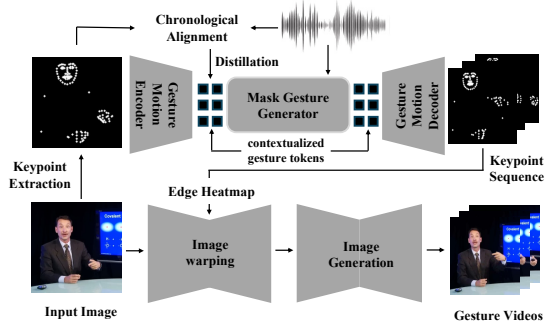 Chronological
Alignment
Distillation
Gesture
Motion
Encoder
Mask Gesture
Generator
Gesture
Motion
Decoder
contextualized
gesture tokens
Keypoint
Extraction
Keypoint
Sequence
Edge Heatmap
Covalent
Image
warping
Image
Generation
Input Image
Gesture Videos